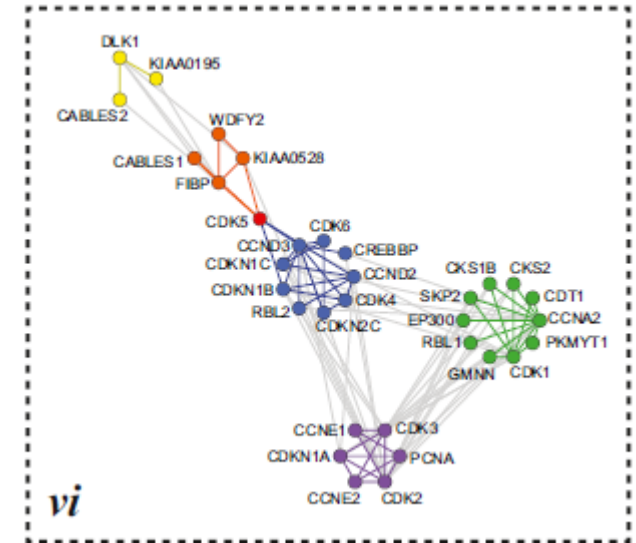 DLK1
KIAA0195
CABLES2
WDFY2
CABLES1
KIAA0528
FIBP
CDK5
CDK6
CCND3
CREBBP
CDKN1C
CCND2
CDKN1B
CDK4
RBL2
CDKN2C
CKS1B CKS2
SKP2 CDT1
EP300 CCNA2
RBL1 PKMYT1
GMNN CDK1
CCNE1 CDK3
CDKN1A PCNA
CCNE2 CDK2
vi